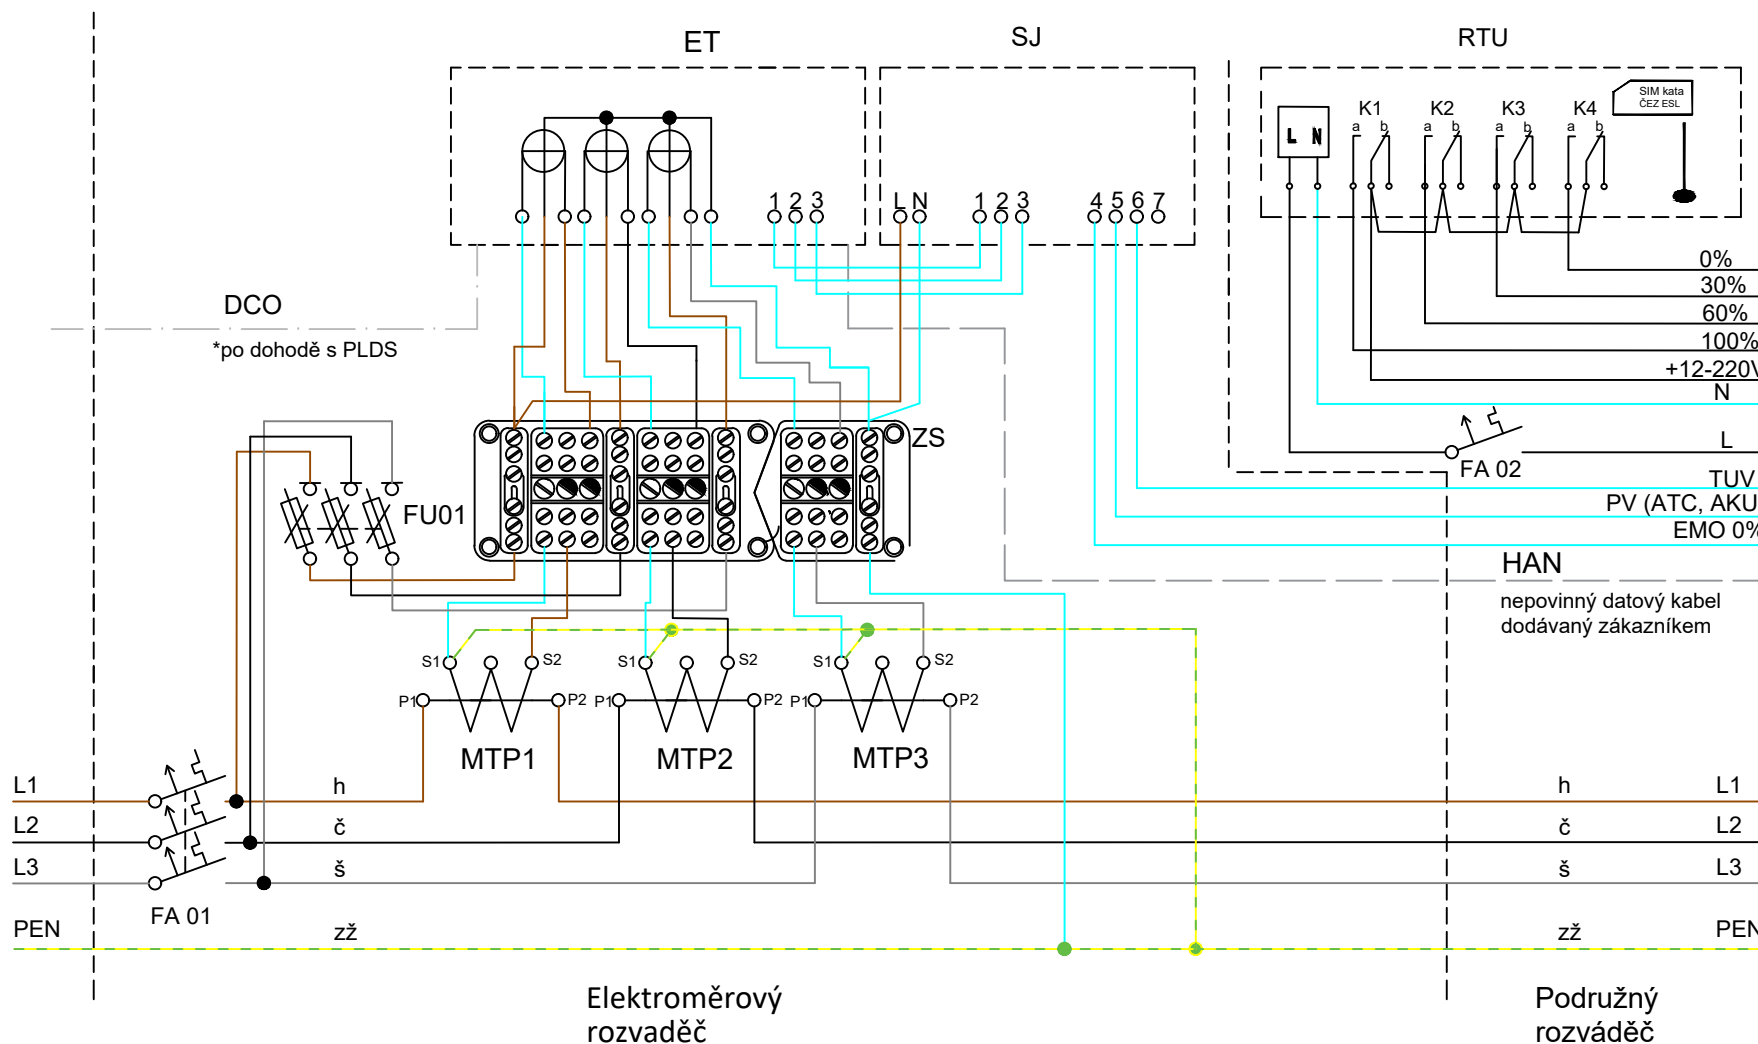 ET
SJ
RTU
SIM kata
ČEZ ESL
K1 K2 K3 K4
a b a b a b a b
L N
1 2 3
L N
1 2 3
4 5 6 7
0%
30%
60%
100%
+12-220V
N
DCO
*po dohodě s PLDS
ZS
L
FA 02
FU01
TUV
PV (ATC, AKU
EMO 0%
HAN
nepovinný datový kabel
dodávaný zákazníkem
S1 S2 S1 S2 S1 S2
P1 P2 P1 P2 P1 P2
MTP1 MTP2 MTP3
L1 h h L1
L2 č č L2
L3 š š L3
FA 01
PEN zž zž PEN
Elektroměrový
rozvaděč
Podružný
rozváděč